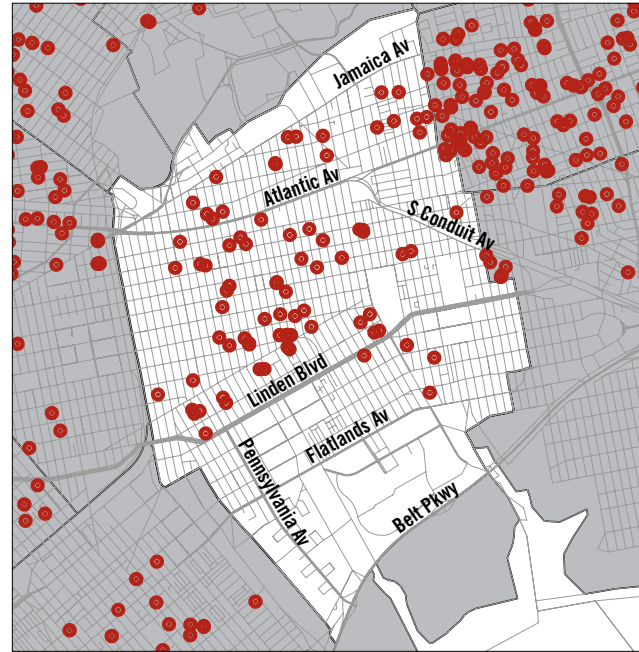 Jamaica Av
Atlantic Av
S Conduit Av
Linden Blvd
Flatlands Av
Pennsylvania Av
Belt Pkwy